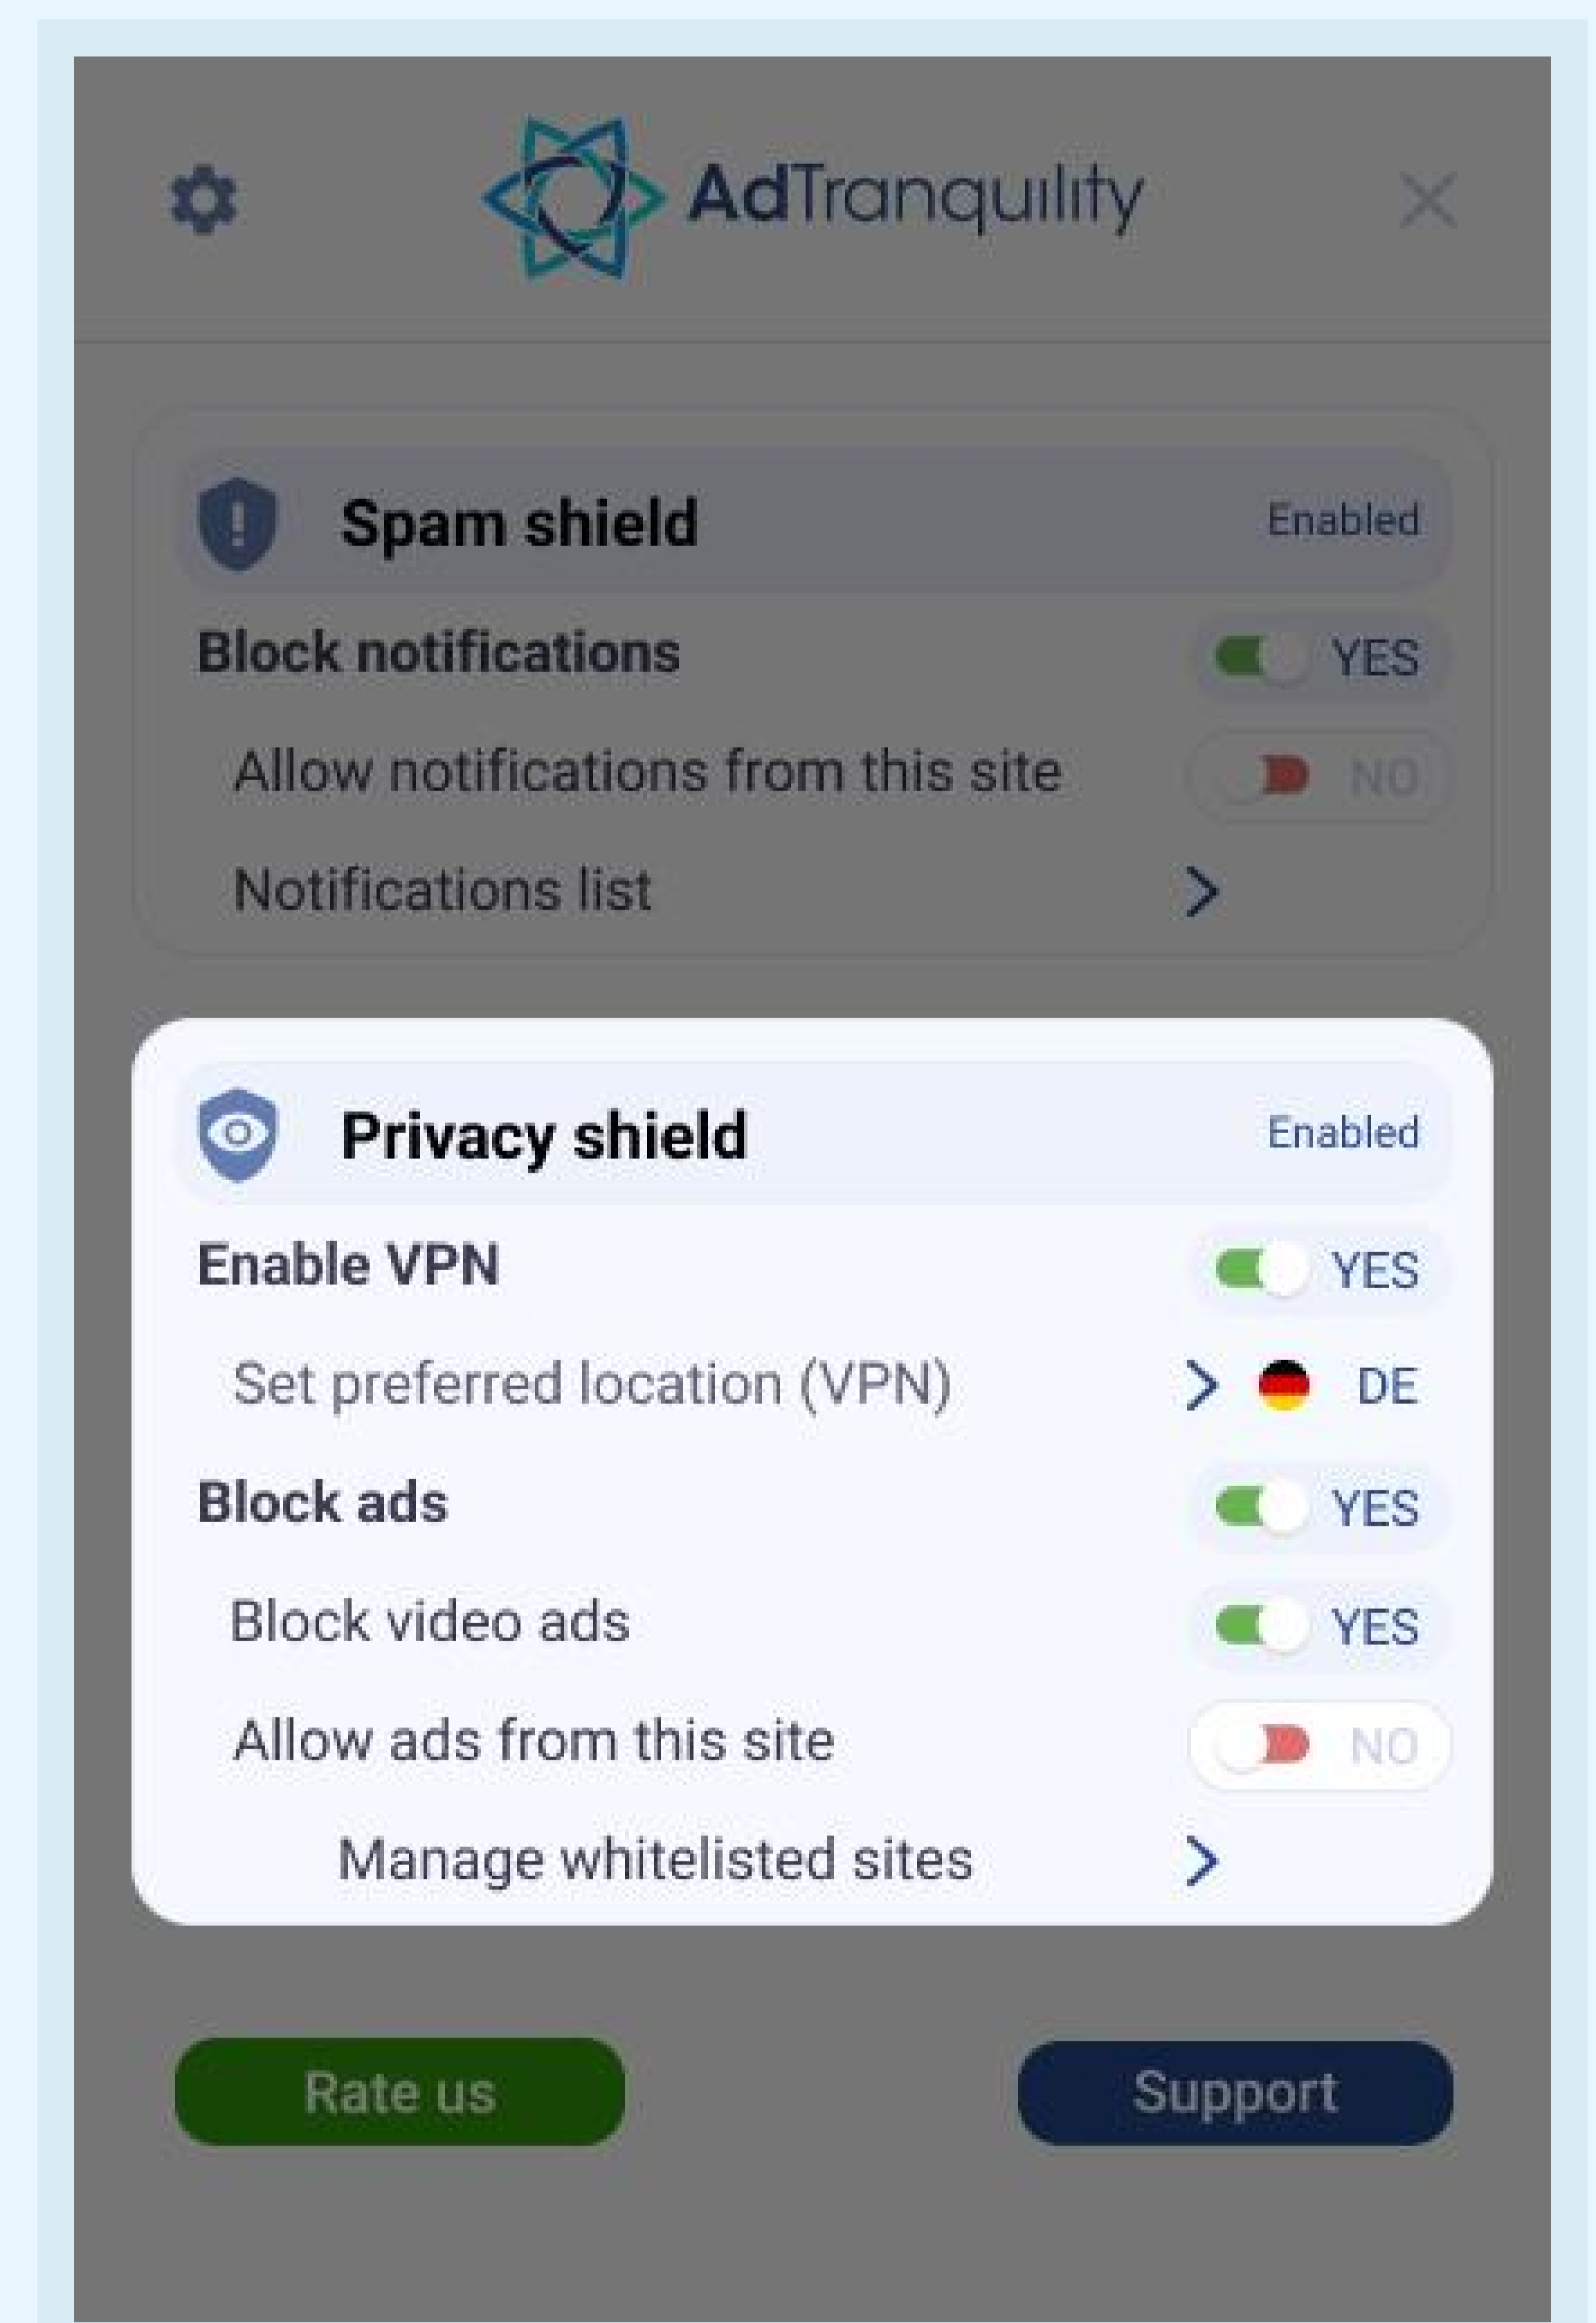 AdTranquility
Spam shield Enabled
Block notifications YES
Allow notifications from this site NO
Notifications list
Privacy shield Enabled
Enable VPN YES
Set preferred location (VPN) DE
Block ads YES
Block video ads YES
Allow ads from this site NO
Manage whitelisted sites
Rate us Support